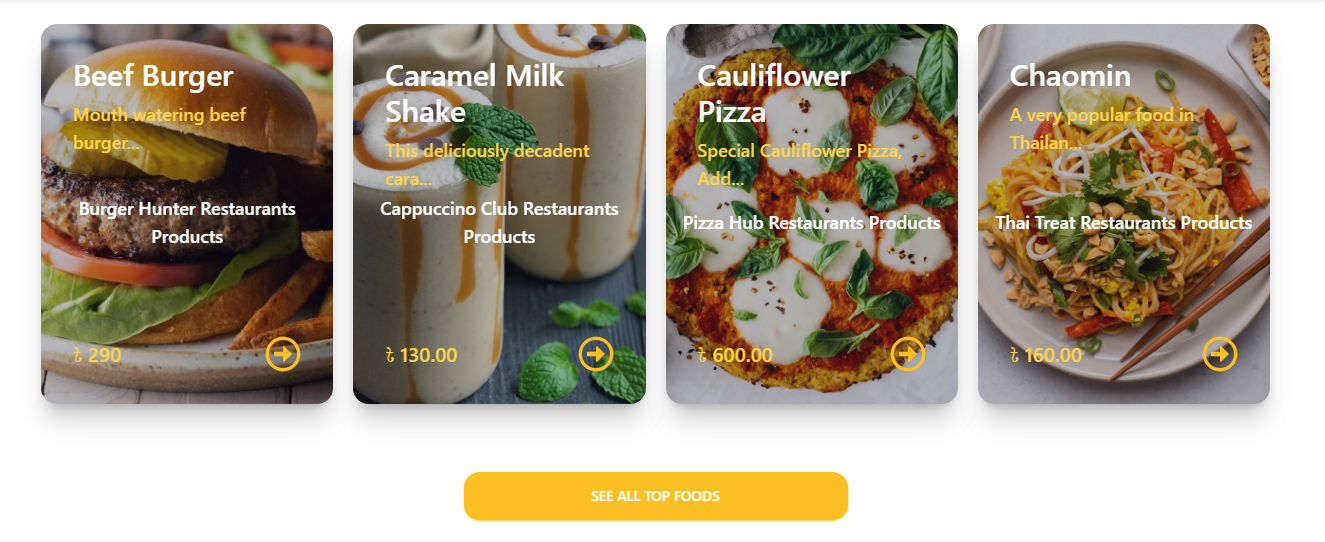 Beef Burger
Mouth watering beef
burger...
Burger Hunter Restaurants
Products
৳ 290
Caramel Milk
Shake
This deliciously decadent
cara...
Cappuccino Club Restaurants
Products
৳ 130.00
Cauliflower
Pizza
Special Cauliflower Pizza,
Add...
Pizza Hub Restaurants Products
৳ 600.00
Chaomin
A very popular food in
Thailan...
Thai Treat Restaurants Products
৳ 160.00
SEE ALL TOP FOODS